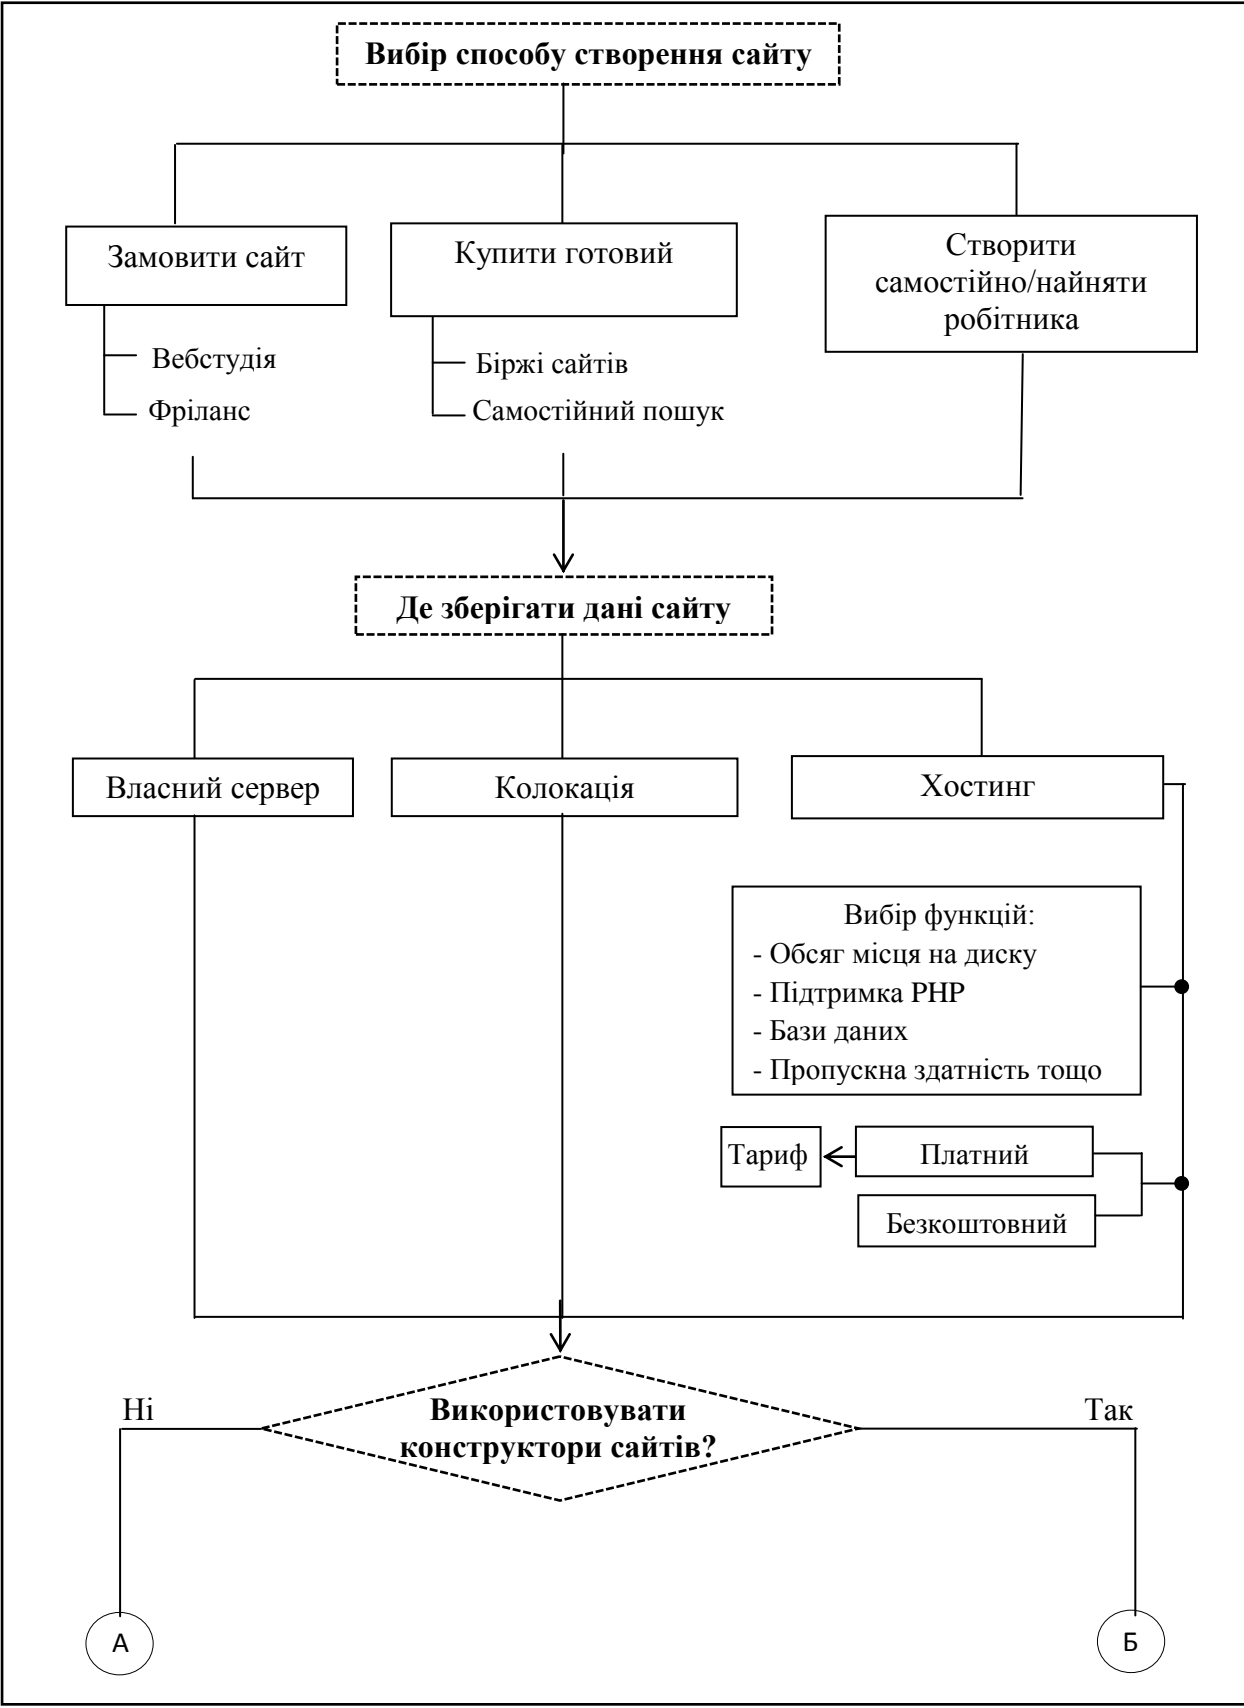 Вибір способу створення сайту
Замовити сайт
Купити готовий
Створити
самостійно/найняти
робітника
Вебстудія
Фріланс
Біржі сайтів
Самостійний пошук
Де зберігати дані сайту
Власний сервер
Колокація
Хостинг
Вибір функцій:
- Обсяг місця на диску
- Підтримка PHP
- Бази даних
- Пропускна здатність тощо
Тариф
Платний
Безкоштовний
Використовувати
конструктори сайтів?
Ні
Так
А
Б